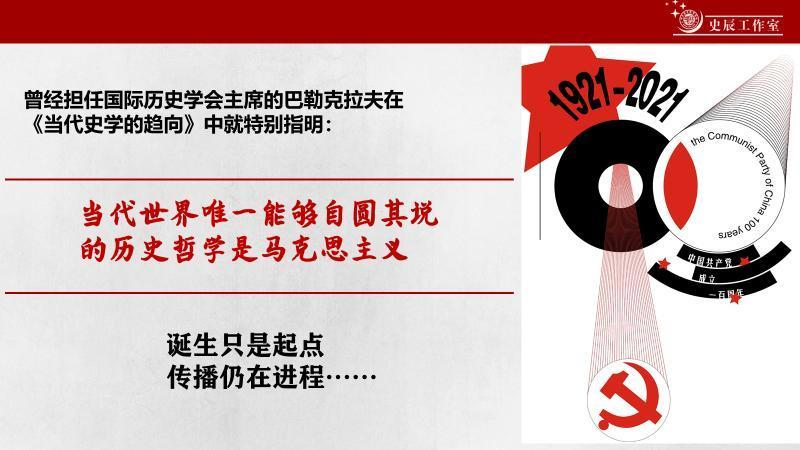 史辰工作室
曾经担任国际历史学会主席的巴勒克拉夫在
《当代史学的趋向》中就特别指明：
当代世界唯一能够自圆其说
的历史哲学是马克思主义
诞生只是起点
传播仍在进程……
1921-2021
the Communist Party of China 100 years
中国共产党
成立
一百周年